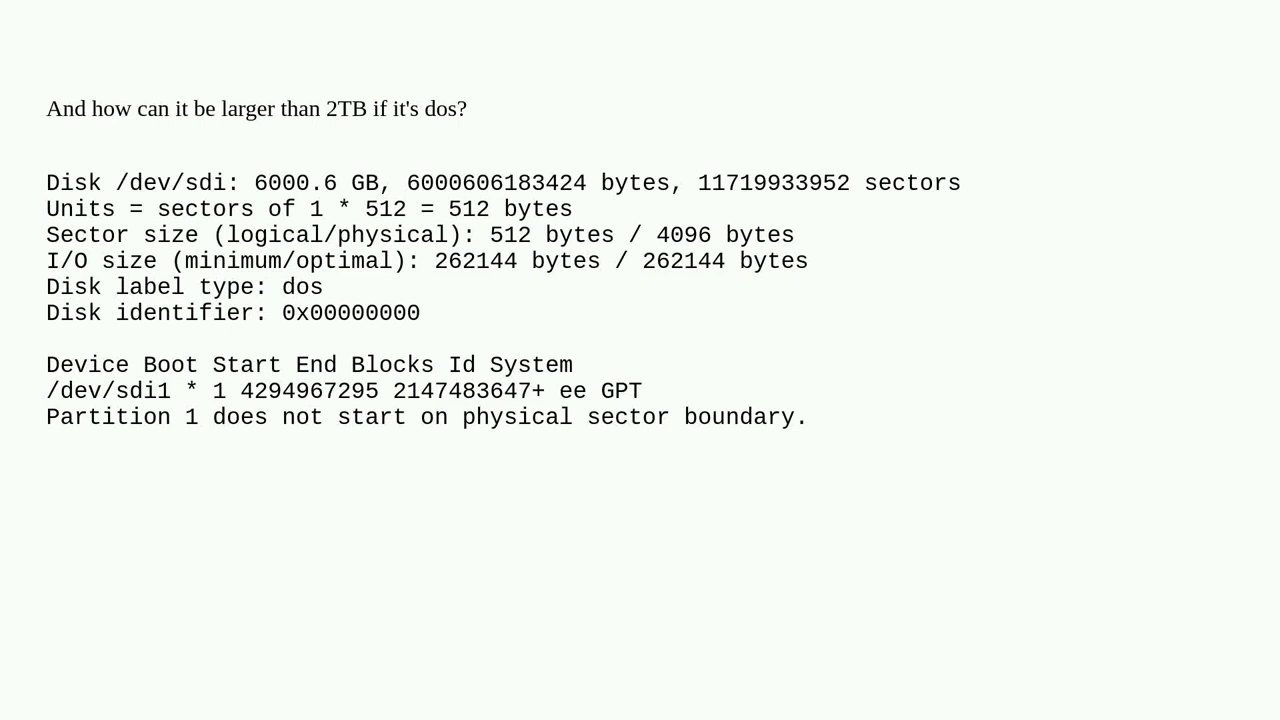 And how can it be larger than 2TB if it's dos?
Disk /dev/sdi: 6000.6 GB, 6000606183424 bytes, 11719933952 sectors
Units = sectors of 1 * 512 = 512 bytes
Sector size (logical/physical): 512 bytes / 4096 bytes
I/O size (minimum/optimal): 262144 bytes / 262144 bytes
Disk label type: dos
Disk identifier: 0x00000000
Device Boot Start End Blocks Id System
/dev/sdi1 * 1 4294967295 2147483647+ ee GPT
Partition 1 does not start on physical sector boundary.